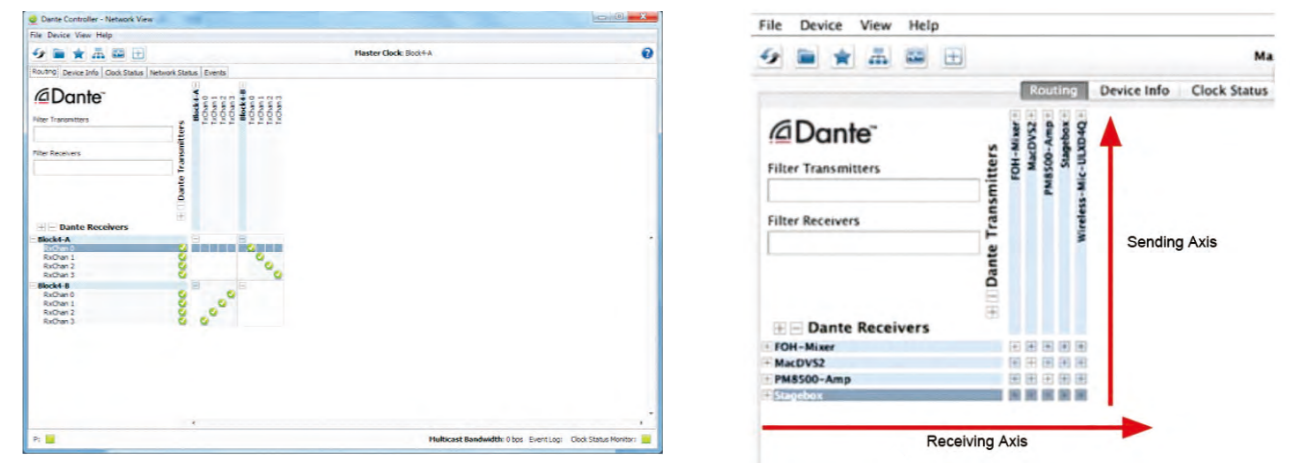 Dante Controller - Network View
File Device View Help
Master Clock: Block4-A
Routing Device Info Clock Status Network Status Events
Dante™
Filter Transmitters
Filter Receivers
Dante Transmitters
Block4-A
TxChan 0
TxChan 1
TxChan 2
TxChan 3
Block4-B
TxChan 0
TxChan 1
TxChan 2
TxChan 3
Dante Receivers
Block4-A
RxChan 0
RxChan 1
RxChan 2
RxChan 3
Block4-B
RxChan 0
RxChan 1
RxChan 2
RxChan 3
P:
Multicast Bandwidth: 0 bps Event Log: Clock Status Monitor:
File Device View Help
Ma
Routing Device Info Clock Status
Dante™
Filter Transmitters
Filter Receivers
Dante Transmitters
FOH-Mixer
MacDVS2
PM8500-Amp
Stagebox
Wireless-Mic-ULXD4Q
Sending Axis
Dante Receivers
FOH-Mixer
MacDVS2
PM8500-Amp
Stagebox
Receiving Axis